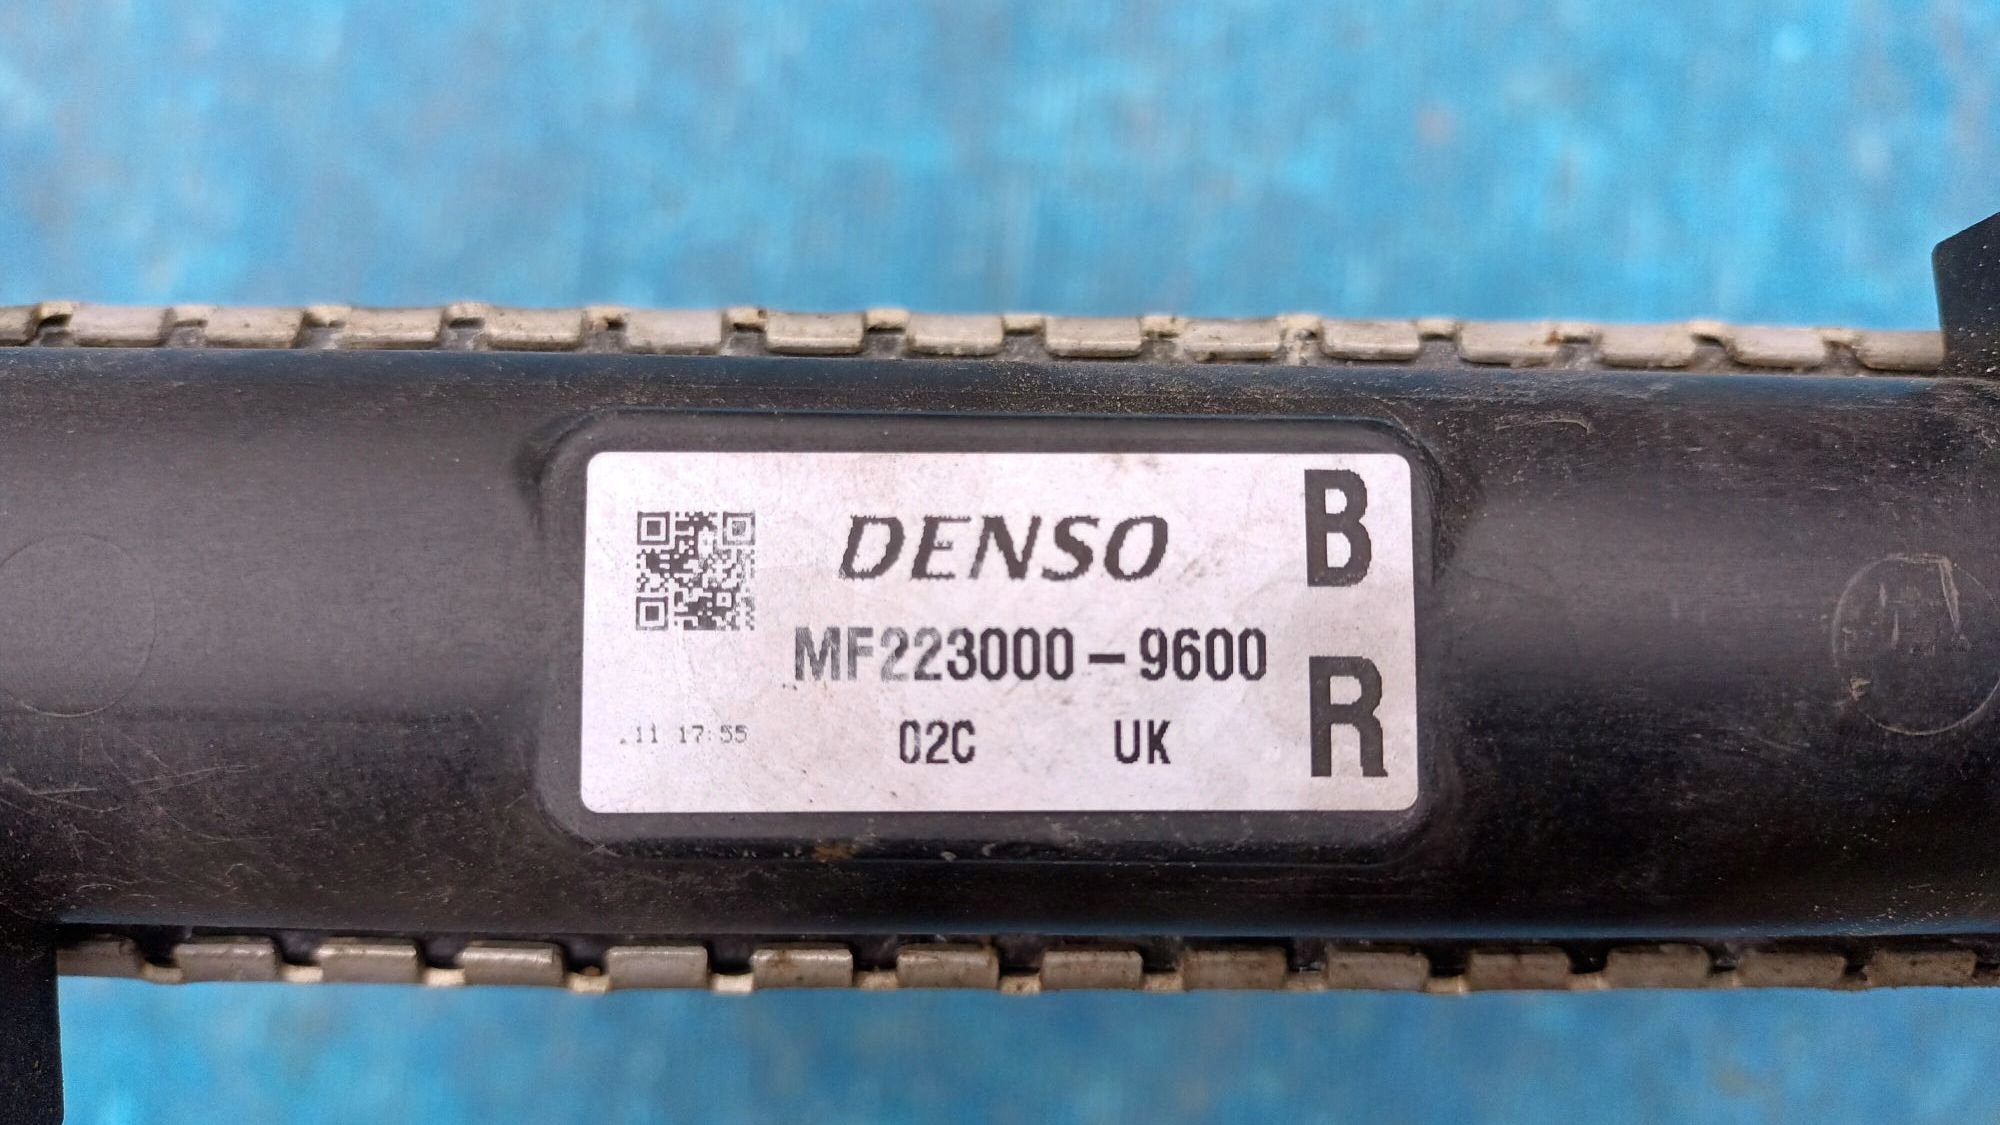 DENSO
B
MF223000-9600
R
.11 17:55
02C UK